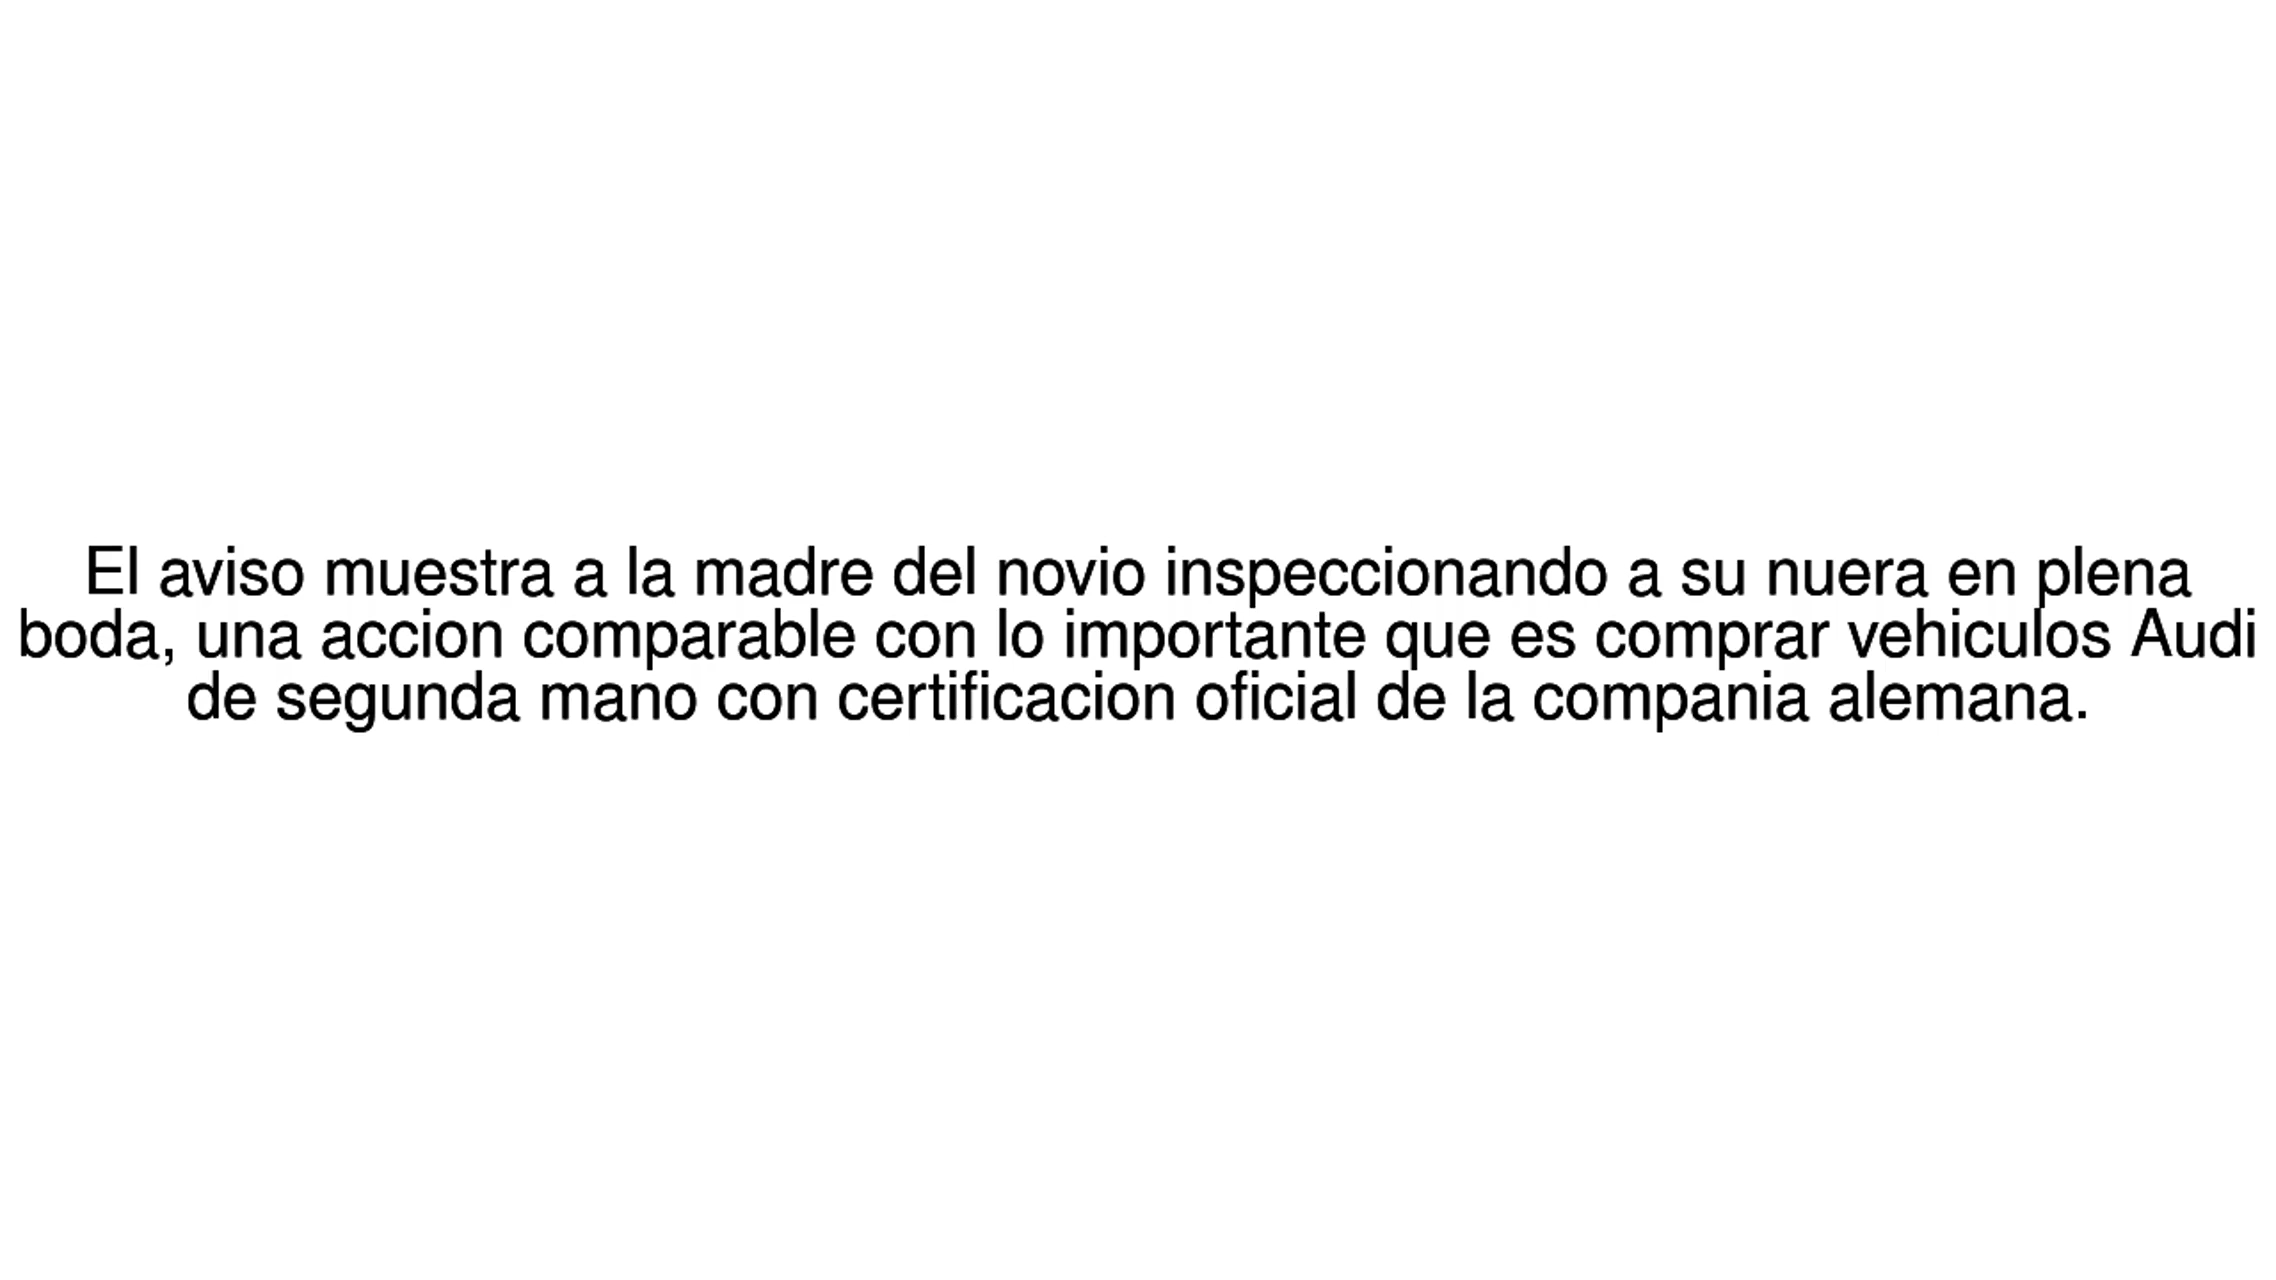 El aviso muestra a la madre del novio inspeccionando a su nuera en plena
boda, una accion comparable con lo importante que es comprar vehiculos Audi
de segunda mano con certificacion oficial de la compania alemana.